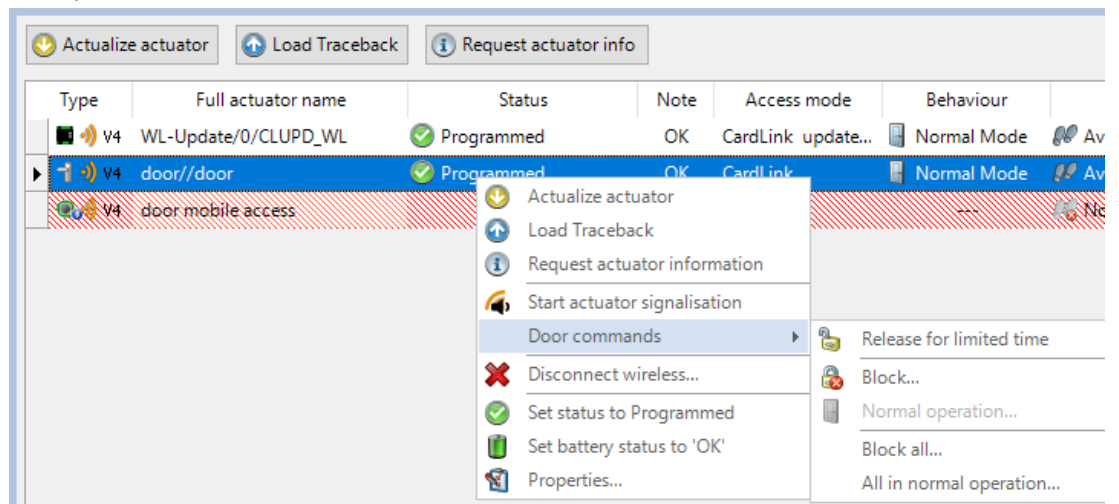 Actualize actuator Load Traceback Request actuator info
Type Full actuator name Status Note Access mode Behaviour
V4 WL-Update/0/CLUPD_WL Programmed OK CardLink update... Normal Mode Av
V4 door//door Programmed OK CardLink Normal Mode Av
V4 door mobile access --- No
Actualize actuator
Load Traceback
Request actuator information
Start actuator signalisation
Door commands
Disconnect wireless...
Set status to Programmed
Set battery status to 'OK'
Properties...
Release for limited time
Block...
Normal operation...
Block all...
All in normal operation...